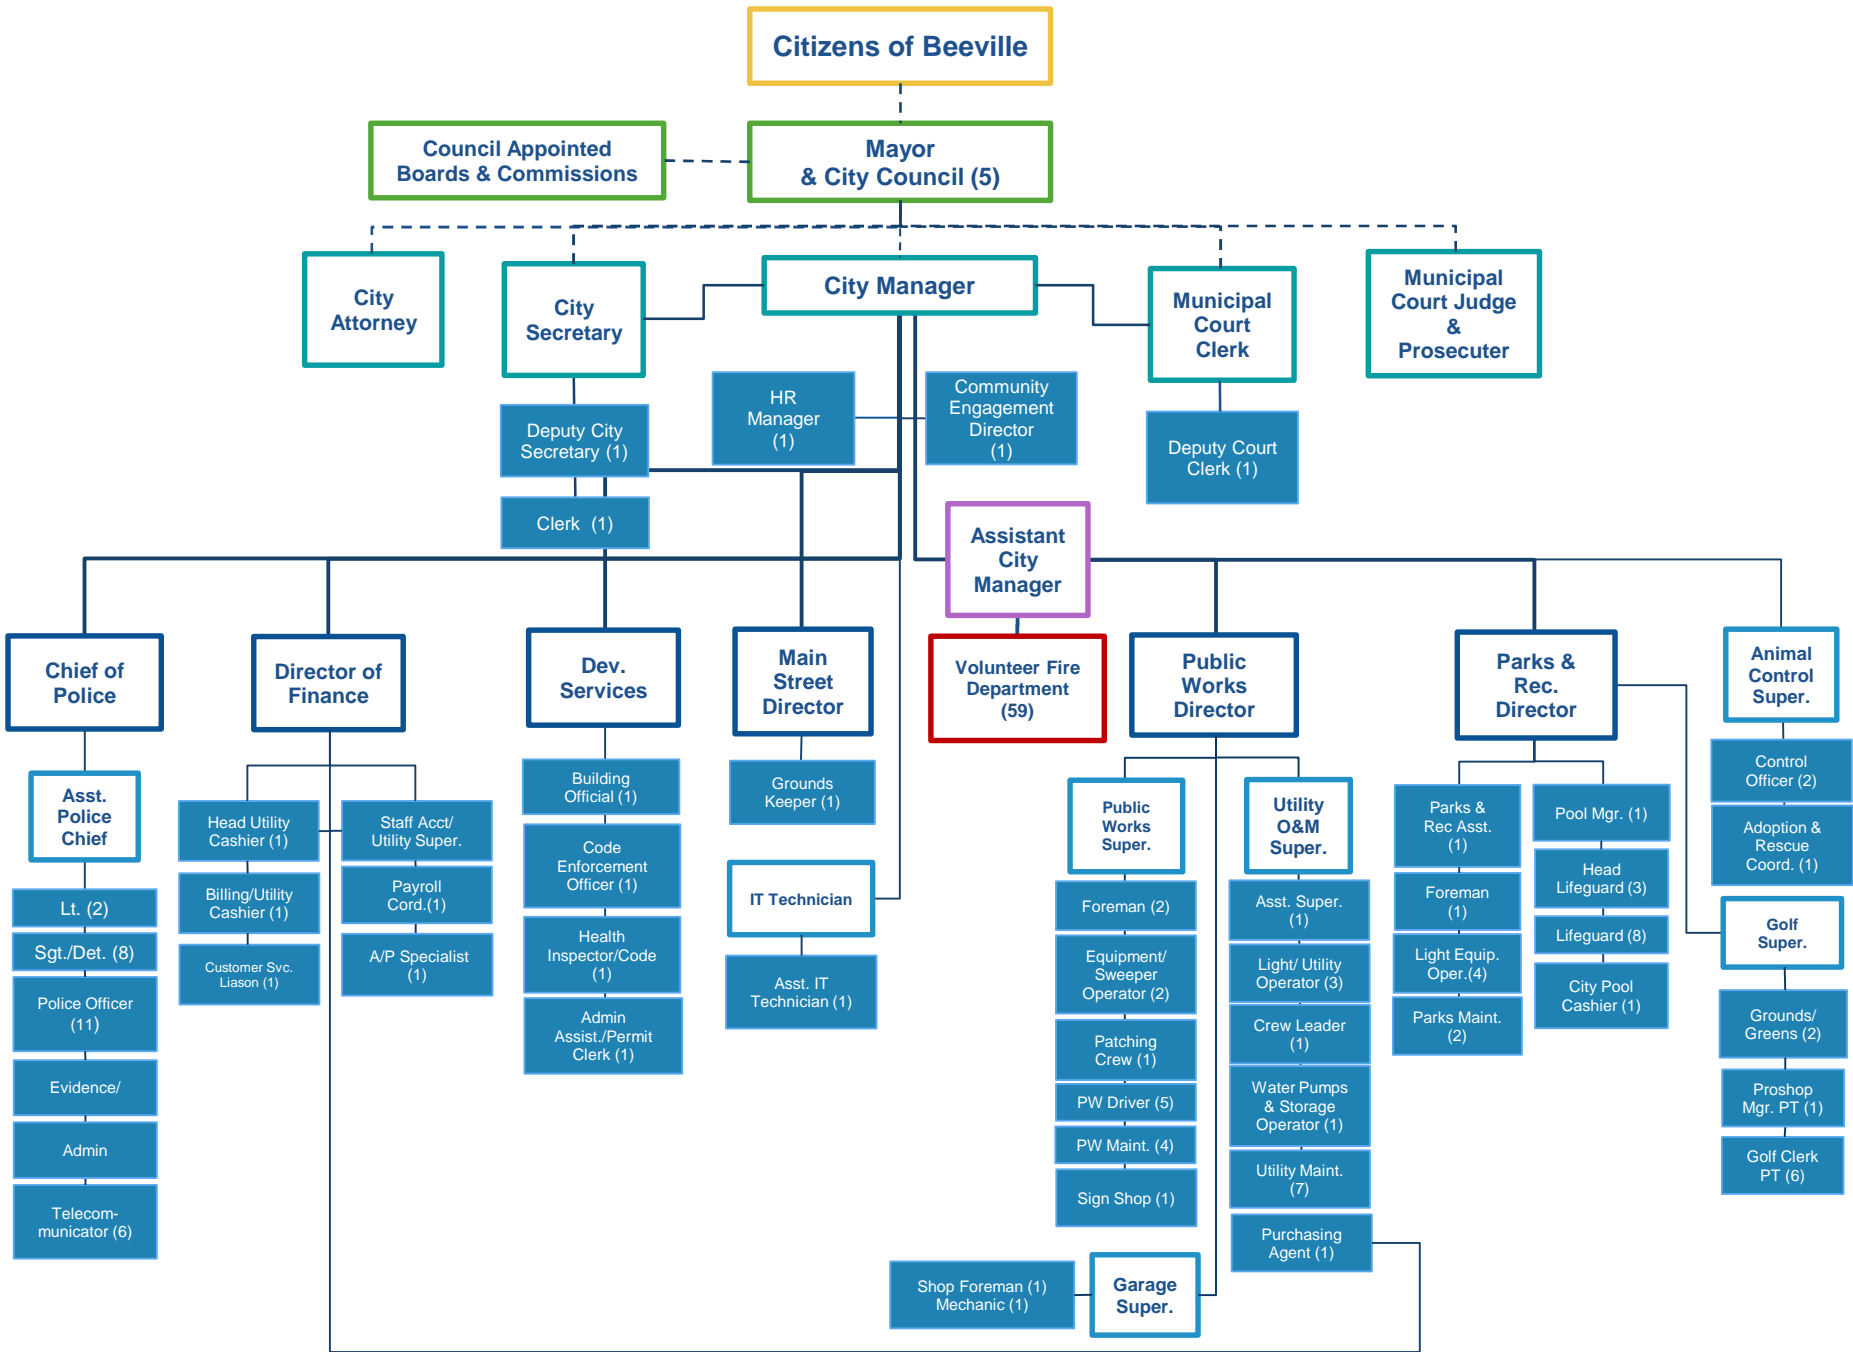 Citizens of Beeville
Council Appointed
Boards & Commissions
Mayor
& City Council (5)
City
Attorney
City
Secretary
City Manager
Municipal
Court
Clerk
Municipal
Court Judge
&
Prosecuter
Deputy City
Secretary (1)
Clerk (1)
HR
Manager
(1)
Community
Engagement
Director
(1)
Deputy Court
Clerk (1)
Assistant
City
Manager
Chief of
Police
Director of
Finance
Dev.
Services
Main
Street
Director
Volunteer Fire
Department
(59)
Public
Works
Director
Parks &
Rec.
Director
Animal
Control
Super.
Asst.
Police
Chief
Lt. (2)
Sgt./Det. (8)
Police Officer
(11)
Evidence/
Admin
Telecom-
municator (6)
Head Utility
Cashier (1)
Billing/Utility
Cashier (1)
Customer Svc.
Liason (1)
Staff Acct/
Utility Super.
Payroll
Cord.(1)
A/P Specialist
(1)
Building
Official (1)
Code
Enforcement
Officer (1)
Health
Inspector/Code
(1)
Admin
Assist./Permit
Clerk (1)
Grounds
Keeper (1)
IT Technician
Asst. IT
Technician (1)
Public
Works
Super.
Foreman (2)
Equipment/
Sweeper
Operator (2)
Patching
Crew (1)
PW Driver (5)
PW Maint. (4)
Sign Shop (1)
Utility
O&M
Super.
Asst. Super.
(1)
Light/ Utility
Operator (3)
Crew Leader
(1)
Water Pumps
& Storage
Operator (1)
Utility Maint.
(7)
Purchasing
Agent (1)
Shop Foreman (1)
Mechanic (1)
Garage
Super.
Parks &
Rec Asst.
(1)
Foreman
(1)
Light Equip.
Oper.(4)
Parks Maint.
(2)
Pool Mgr. (1)
Head
Lifeguard (3)
Lifeguard (8)
City Pool
Cashier (1)
Control
Officer (2)
Adoption &
Rescue
Coord. (1)
Golf
Super.
Grounds/
Greens (2)
Proshop
Mgr. PT (1)
Golf Clerk
PT (6)